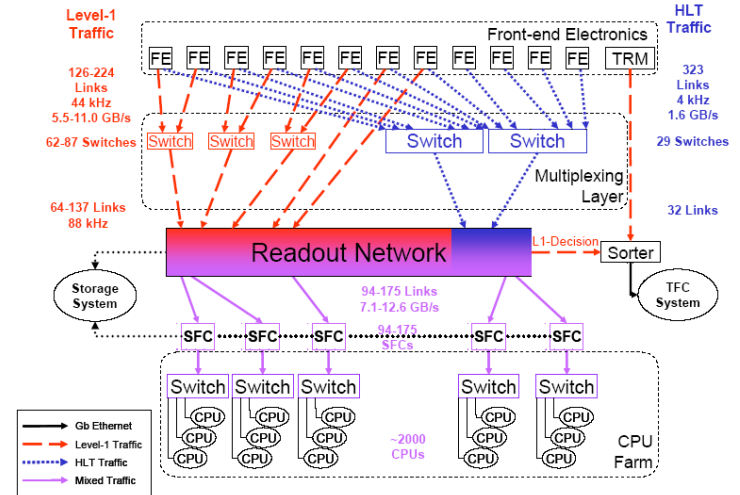 Level-1
Traffic
HLT
Traffic
Front-end Electronics
FE FE FE FE FE FE FE FE FE FE FE FE TRM
126-224
Links
44 kHz
5.5-11.0 GB/s
323
Links
4 kHz
1.6 GB/s
62-87 Switches
Switch Switch Switch Switch Switch
29 Switches
Multiplexing
Layer
64-137 Links
88 kHz
32 Links
Readout Network
L1-Decision
Sorter
Storage
System
94-175 Links
7.1-12.6 GB/s
TFC
System
SFC SFC SFC SFC SFC
94-175
SFCs
Switch Switch Switch Switch Switch
CPU CPU CPU CPU CPU
CPU CPU CPU CPU CPU
CPU CPU CPU CPU CPU
~2000
CPUs
CPU
Farm
Gb Ethernet
Level-1 Traffic
HLT Traffic
Mixed Traffic